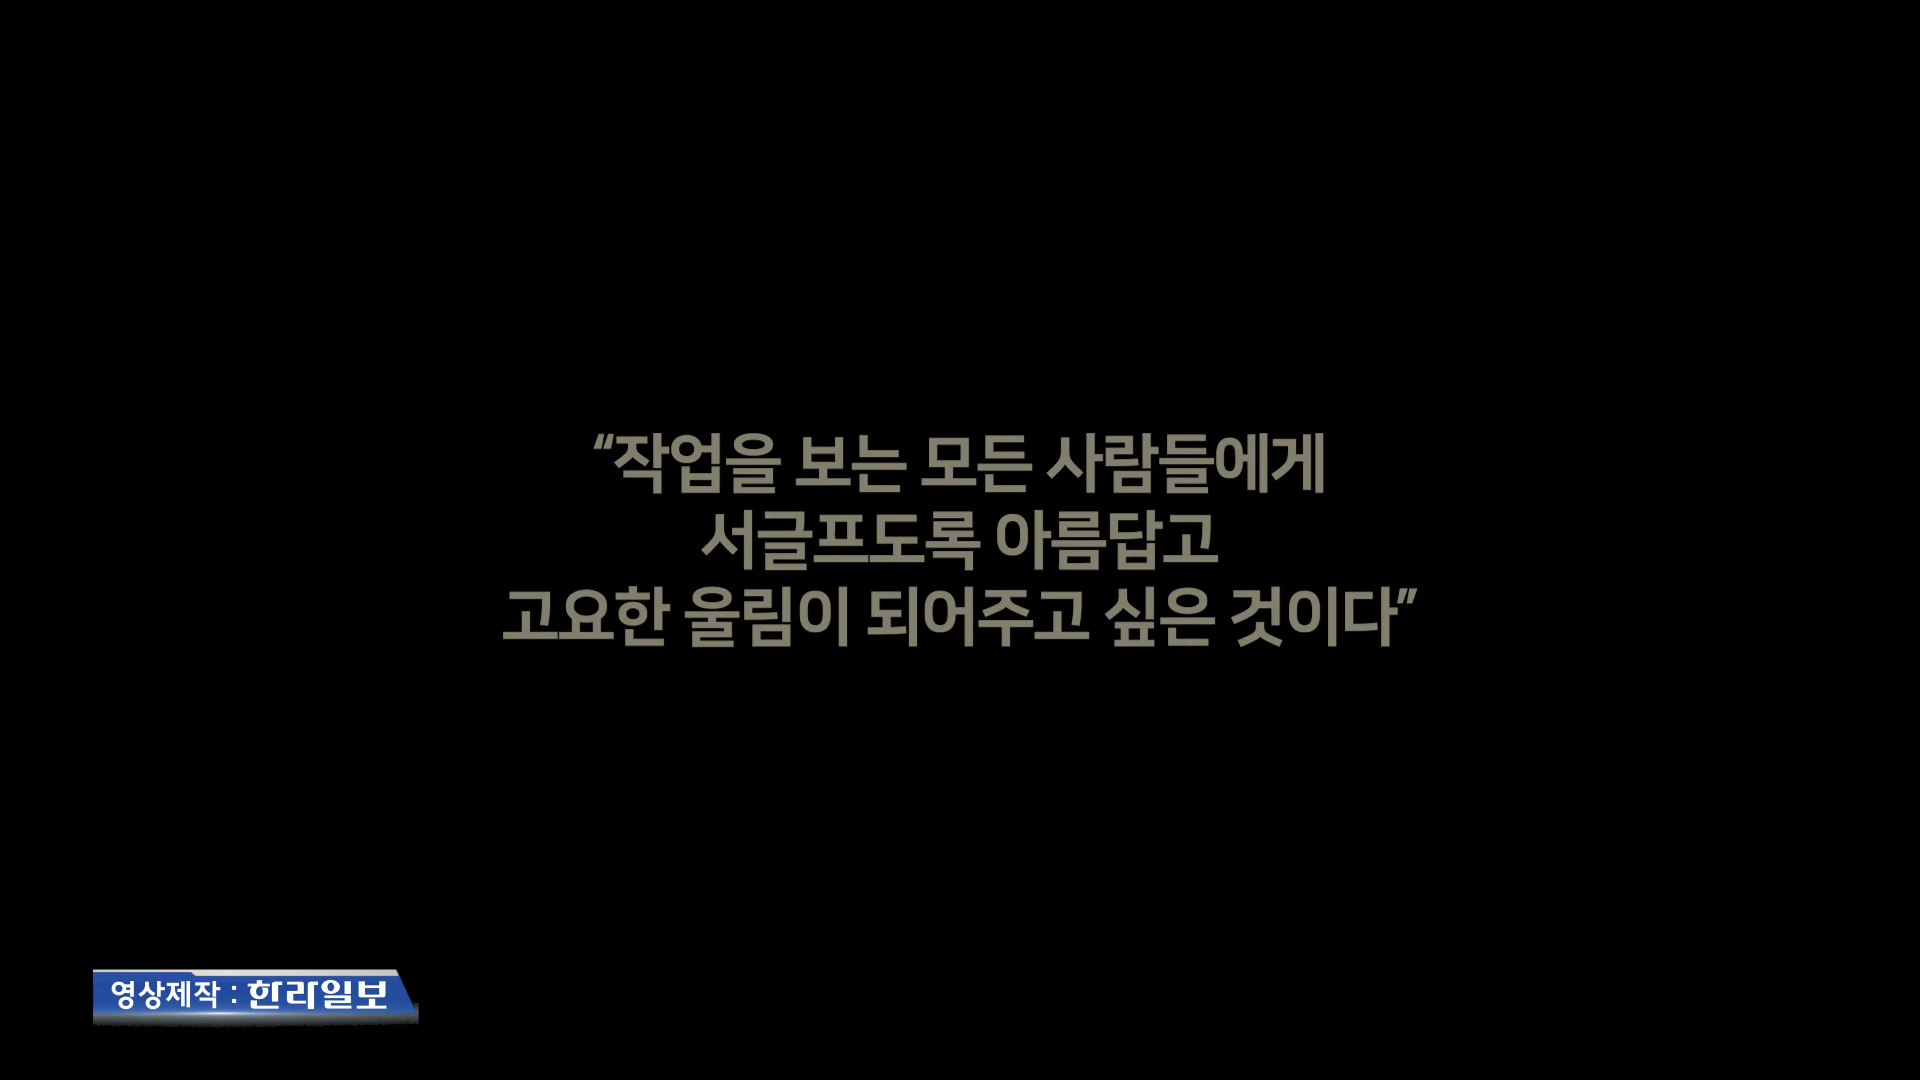 “작업을 보는 모든 사람들에게
서글프도록 아름답고
고요한 울림이 되어주고 싶은 것이다”
영상제작 : 한라일보